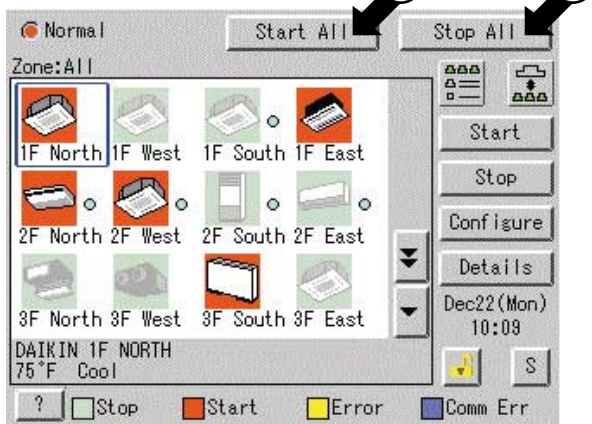 Normal Start All Stop All
Zone:All
1F North 1F West 1F South 1F East
Start
Stop
2F North 2F West 2F South 2F East
Configure
Details
3F North 3F West 3F South 3F East
Dec22(Mon)
10:09
DAIKIN 1F NORTH
75°F Cool
S
? Stop Start Error Comm Err